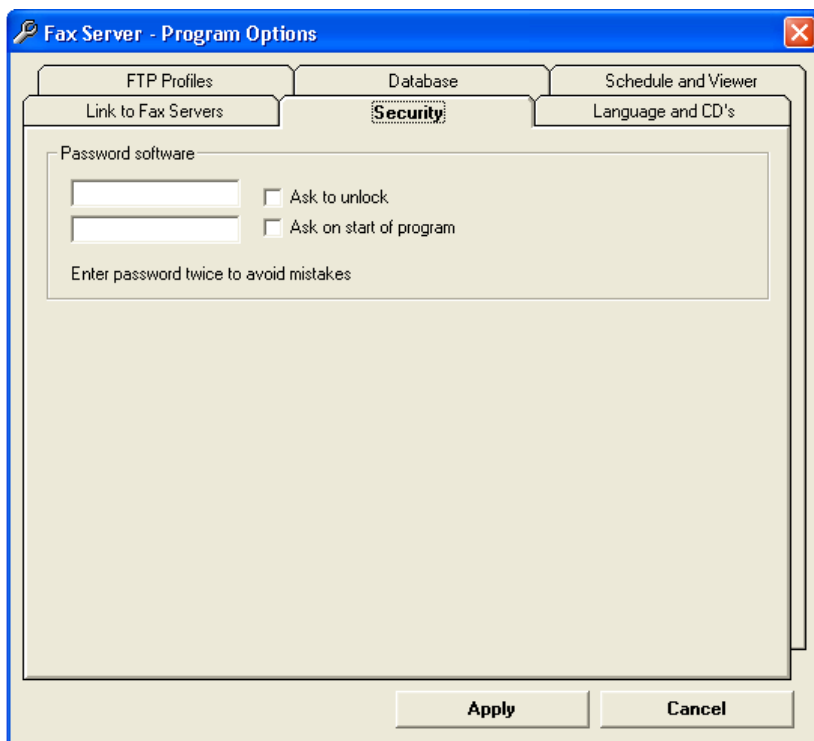 Fax Server - Program Options
FTP Profiles Database Schedule and Viewer
Link to Fax Servers Security Language and CD's
Password software
Ask to unlock
Ask on start of program
Enter password twice to avoid mistakes
Apply Cancel